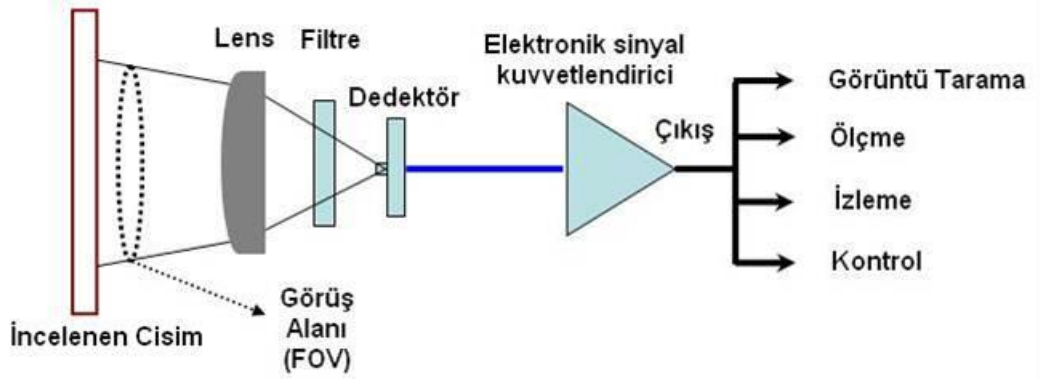 Lens
Filtre
Dedektör
Elektronik sinyal
kuvvetlendirici
Çıkış
Görüntü Tarama
Ölçme
İzleme
Kontrol
Görüş
Alanı
(FOV)
İncelenen Cisim